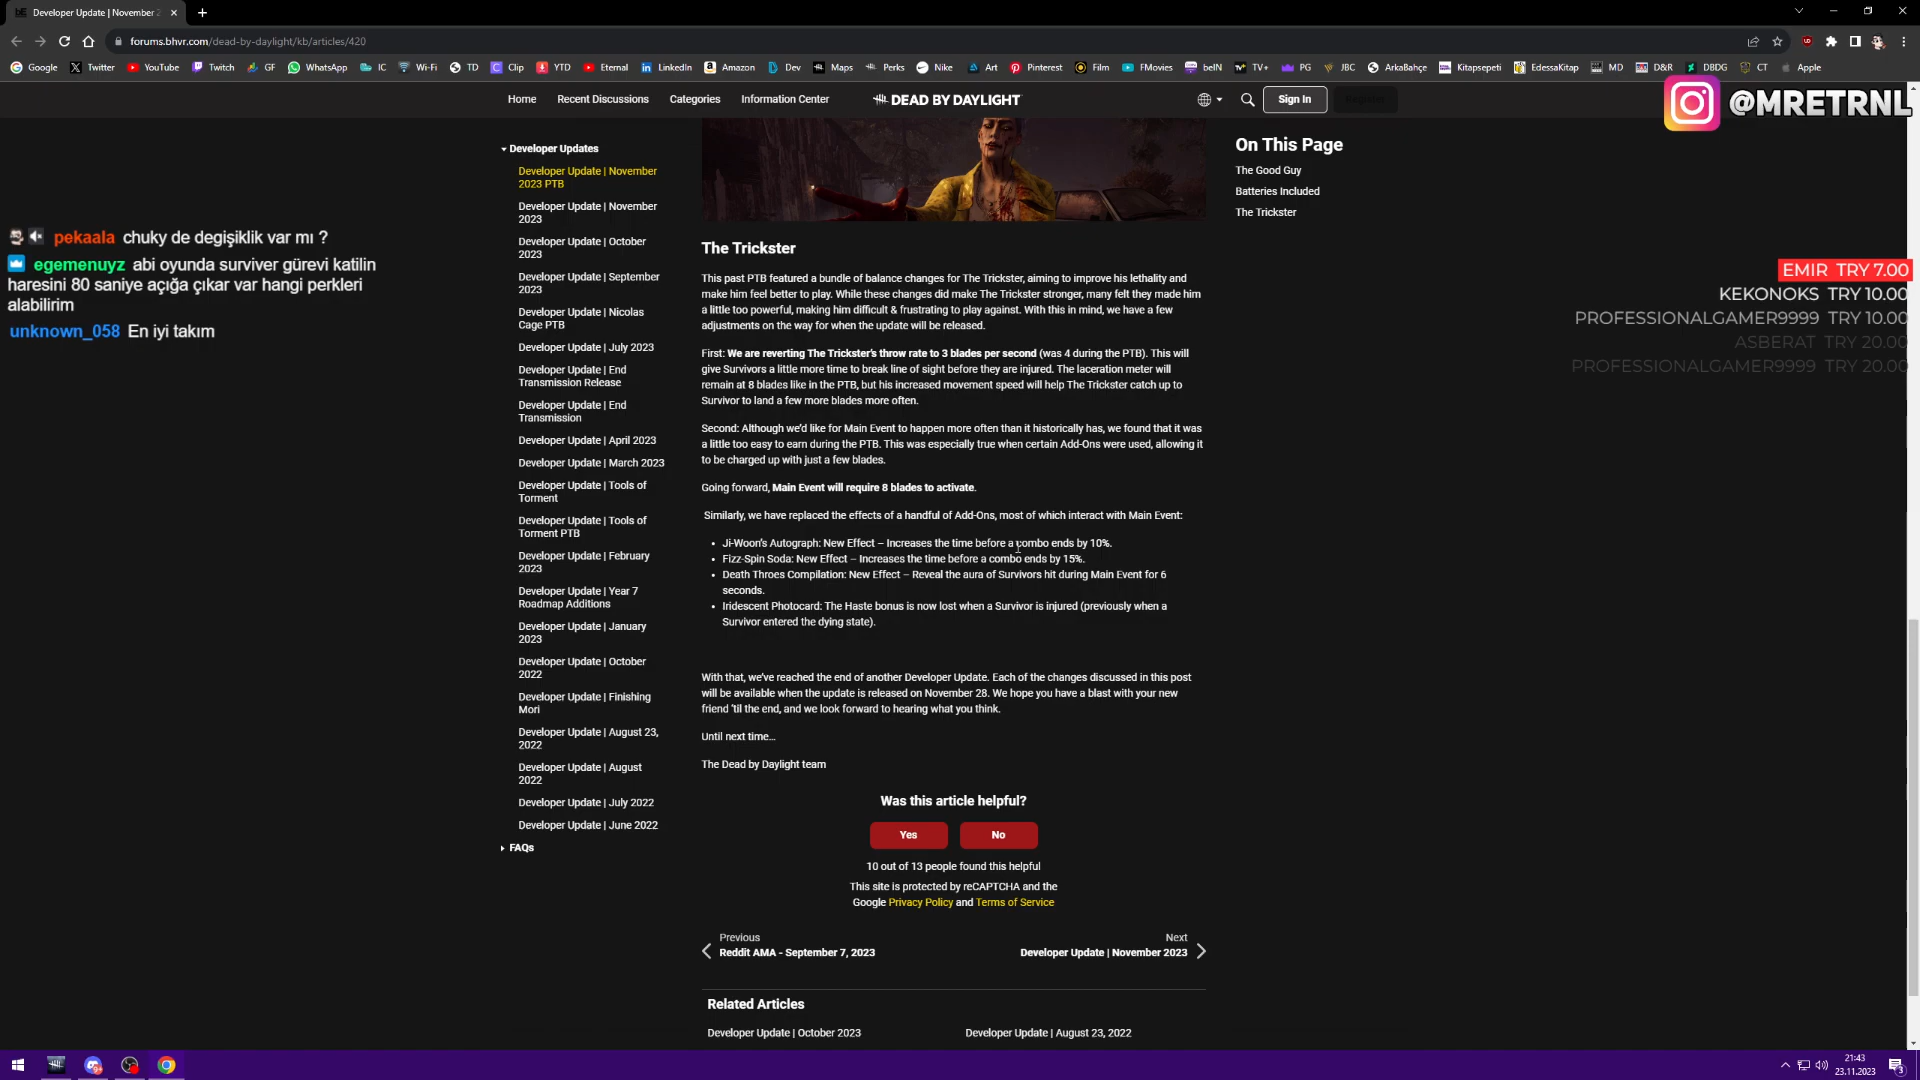 Developer Update | November 2
forums.bhvr.com/dead-by-daylight/kb/articles/420
Google Twitter YouTube Twitch GF WhatsApp IC Wi-Fi TD Clip YTD Eternal LinkedIn Amazon Dev Maps Perks Nike Art Pinterest Film FMovies beIN TV+ PG JBC ArkaBahçe Kitapsepeti EdessaKitap MD D&R DBDG CT Apple
Home Recent Discussions Categories Information Center DEAD BY DAYLIGHT Sign In Register
@MRETRNL
Developer Updates
Developer Update | November
2023 PTB
Developer Update | November
2023
Developer Update | October
2023
Developer Update | September
2023
Developer Update | Nicolas
Cage PTB
Developer Update | July 2023
Developer Update | End
Transmission Release
Developer Update | End
Transmission
Developer Update | April 2023
Developer Update | March 2023
Developer Update | Tools of
Torment
Developer Update | Tools of
Torment PTB
Developer Update | February
2023
Developer Update | Year 7
Roadmap Additions
Developer Update | January
2023
Developer Update | October
2022
Developer Update | Finishing
Mori
Developer Update | August 23,
2022
Developer Update | August
2022
Developer Update | July 2022
Developer Update | June 2022
FAQs
pekaala chuky de degişiklik var mı ?
egemenuyz abi oyunda surviver gürevi katilin
haresini 80 saniye açığa çıkar var hangi perkleri
alabilirim
unknown_058 En iyi takım
The Trickster
This past PTB featured a bundle of balance changes for The Trickster, aiming to improve his lethality and
make him feel better to play. While these changes did make The Trickster stronger, many felt they made him
a little too powerful, making him difficult & frustrating to play against. With this in mind, we have a few
adjustments on the way for when the update will be released.
First: We are reverting The Trickster's throw rate to 3 blades per second (was 4 during the PTB). This will
give Survivors a little more time to break line of sight before they are injured. The laceration meter will
remain at 8 blades like in the PTB, but his increased movement speed will help The Trickster catch up to
Survivor to land a few more blades more often.
Second: Although we'd like for Main Event to happen more often than it historically has, we found that it was
a little too easy to earn during the PTB. This was especially true when certain Add-Ons were used, allowing it
to be charged up with just a few blades.
Going forward, Main Event will require 8 blades to activate.
Similarly, we have replaced the effects of a handful of Add-Ons, most of which interact with Main Event:
• Ji-Woon's Autograph: New Effect – Increases the time before a combo ends by 10%.
• Fizz-Spin Soda: New Effect – Increases the time before a combo ends by 15%.
• Death Throes Compilation: New Effect – Reveal the aura of Survivors hit during Main Event for 6
seconds.
• Iridescent Photocard: The Haste bonus is now lost when a Survivor is injured (previously when a
Survivor entered the dying state).
With that, we've reached the end of another Developer Update. Each of the changes discussed in this post
will be available when the update is released on November 28. We hope you have a blast with your new
friend 'til the end, and we look forward to hearing what you think.
Until next time…
The Dead by Daylight team
Was this article helpful?
Yes No
10 out of 13 people found this helpful
This site is protected by reCAPTCHA and the
Google Privacy Policy and Terms of Service
Previous
Reddit AMA - September 7, 2023
Next
Developer Update | November 2023
Related Articles
Developer Update | October 2023
Developer Update | August 23, 2022
On This Page
The Good Guy
Batteries Included
The Trickster
EMIR TRY 7.00
KEKONOKS TRY 10.00
PROFESSIONALGAMER9999 TRY 10.00
ASBERAT TRY 20.00
PROFESSIONALGAMER9999 TRY 20.00
21:43
23.11.2023
3